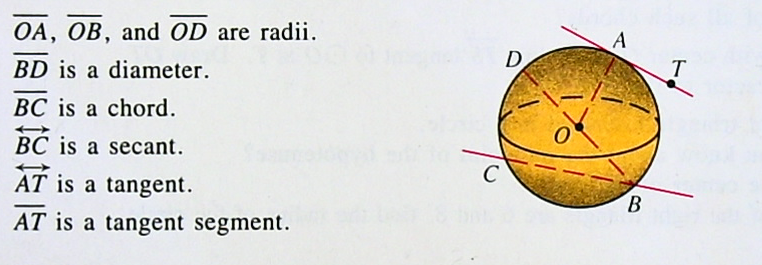 OA, OB, and OD are radii.
BD is a diameter.
BC is a chord.
BC is a secant.
AT is a tangent.
AT is a tangent segment.
A
D
T
O
C
B